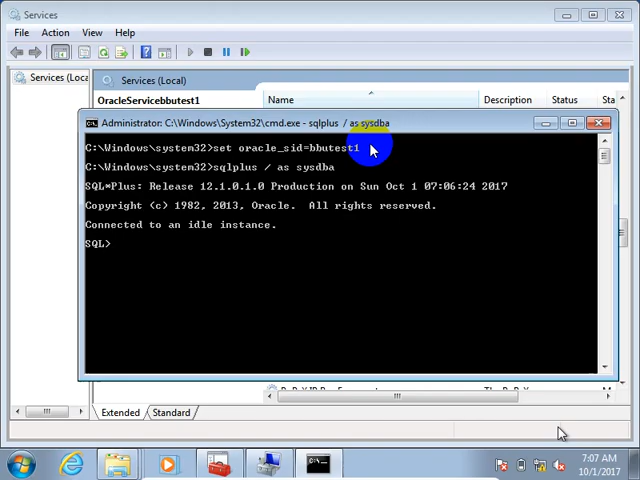 Services
File Action View Help
Services (Loca
Services (Local)
OracleServicebbutest1
Name Description Status Sta
Administrator: C:\Windows\System32\cmd.exe - sqlplus / as sysdba
C:\Windows\system32>set oracle_sid=bbutest1
C:\Windows\system32>sqlplus / as sysdba
SQL*Plus: Release 12.1.0.1.0 Production on Sun Oct 1 07:06:24 2017
Copyright (c) 1982, 2013, Oracle. All rights reserved.
Connected to an idle instance.
SQL>
Extended Standard
7:07 AM
10/1/2017